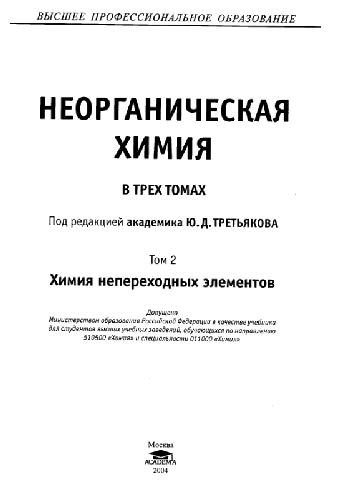 ВЫСШЕЕ ПРОФЕССИОНАЛЬНОЕ ОБРАЗОВАНИЕ
НЕОРГАНИЧЕСКАЯ
ХИМИЯ
В ТРЕХ ТОМАХ
Под редакцией академика Ю.Д.ТРЕТЬЯКОВА
Том 2
Химия непереходных элементов
Допущено
Министерством образования Российской Федерации в качестве учебника
для студентов высших учебных заведений, обучающихся по направлению
510500 «Химия» и специальности 011000 «Химия»
Москва
ACADEMA
2004